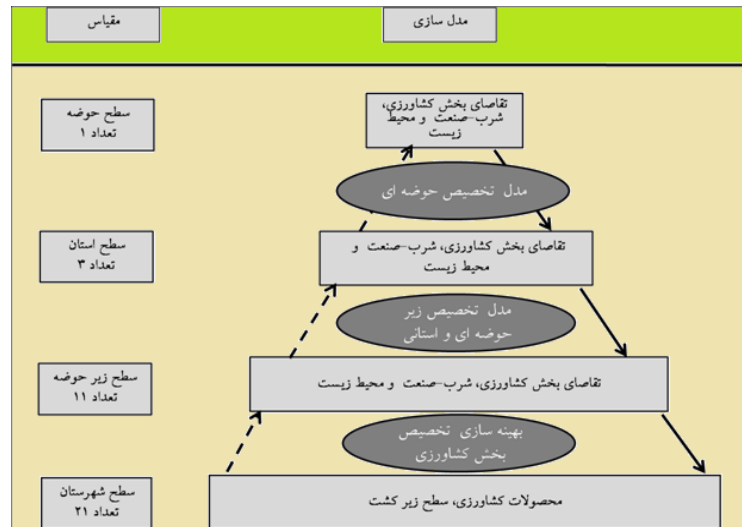 مدل سازی
مقیاس
تقاصای بخش کشاورزی،
شرب-صنعت و محیط
زیست
سطح حوضه
تعداد ۱
مدل تخصیص حوضه ای
تقاصای بخش کشاورزی، شرب-صنعت و
محیط زیست
سطح استان
تعداد ۳
مدل تخصیص زیر
حوضه ای و استانی
تقاصای بخش کشاورزی، شرب-صنعت و محیط زیست
سطح زیر حوضه
تعداد ۱۱
بهینه سازی تخصیص
بخش کشاورزی
محصولات کشاورزی، سطح زیر کشت
سطح شهرستان
تعداد ۲۱